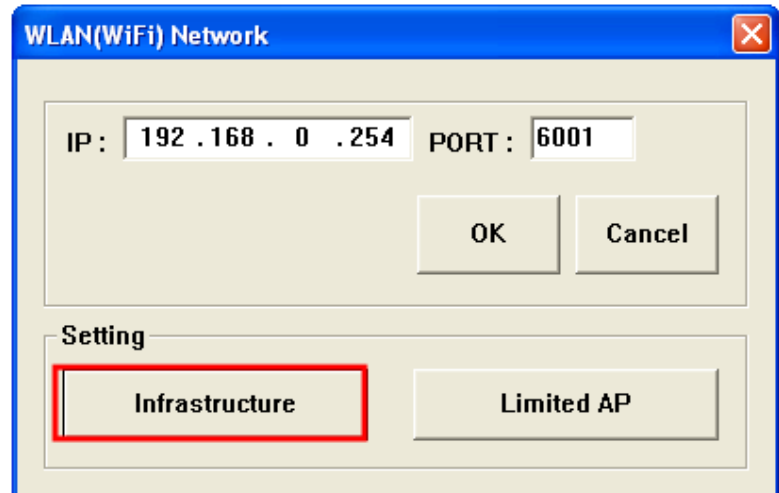 WLAN(WiFi) Network
IP : 192 .168 . 0 .254 PORT : 6001
OK Cancel
Setting
Infrastructure Limited AP